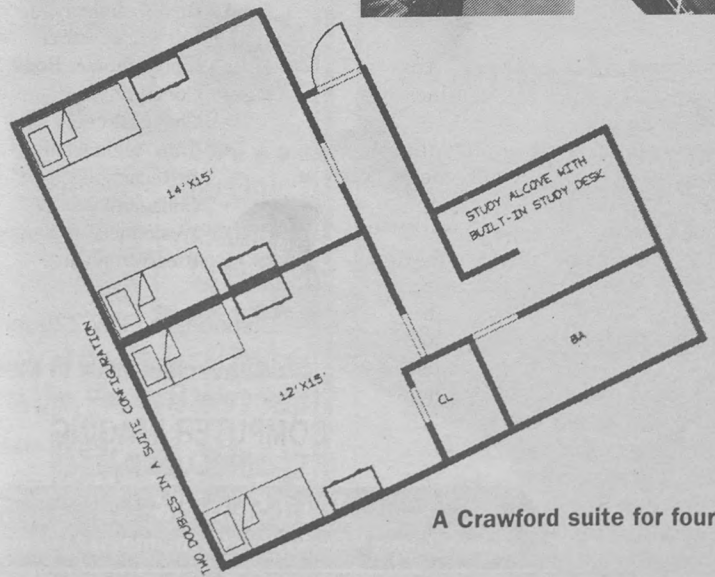 14'X15'
STUDY ALCOVE WITH
BUILT-IN STUDY DESK
12'X15'
CL
BA
TWO DOUBLES IN A SUITE CONFIGURATION
A Crawford suite for four